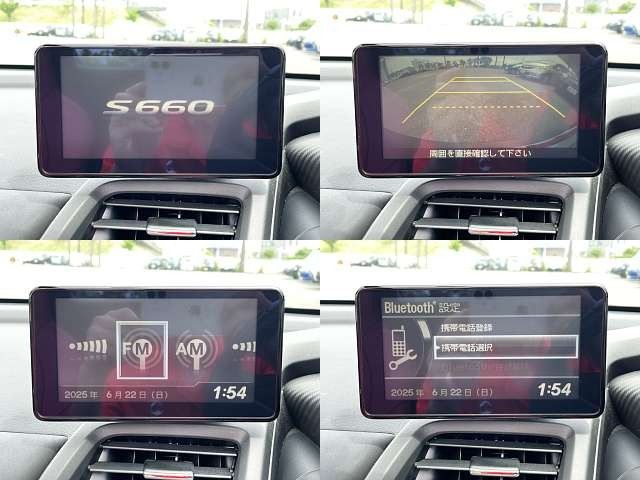 S660
周囲を直接確認して下さい
FM
AM
2025年 6月22日(日) 1:54
Bluetooth 設定
携帯電話登録
携帯電話選択
2025年 6月22日(日) 1:54